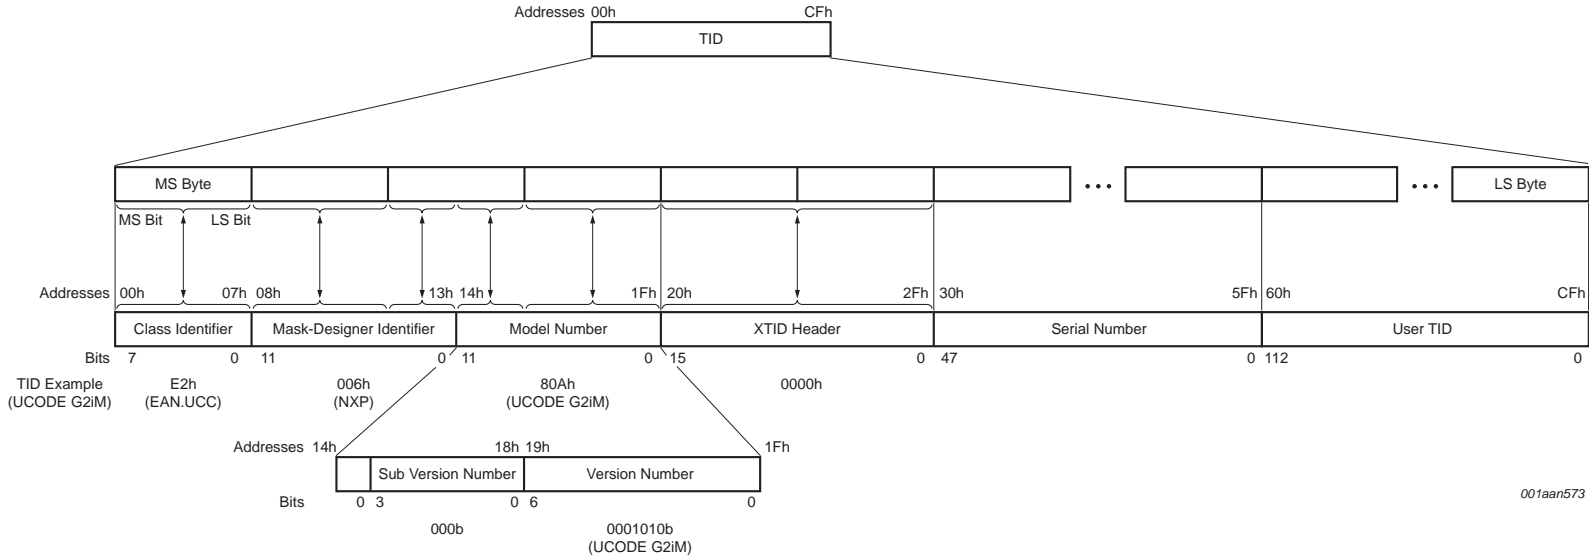 Addresses 00h CFh
TID
MS Byte ... ... LS Byte
MS Bit LS Bit
Addresses 00h 07h 08h 13h 14h 1Fh 20h 2Fh 30h 5Fh 60h CFh
Class Identifier Mask-Designer Identifier Model Number XTID Header Serial Number User TID
Bits 7 0 11 0 11 0 15 0 47 0 112 0
TID Example E2h 006h 80Ah 0000h
(UCODE G2iM) (EAN.UCC) (NXP) (UCODE G2iM)
Addresses 14h 18h 19h 1Fh
Sub Version Number Version Number
Bits 0 3 0 6 0
000b 0001010b
(UCODE G2iM)
001aan573